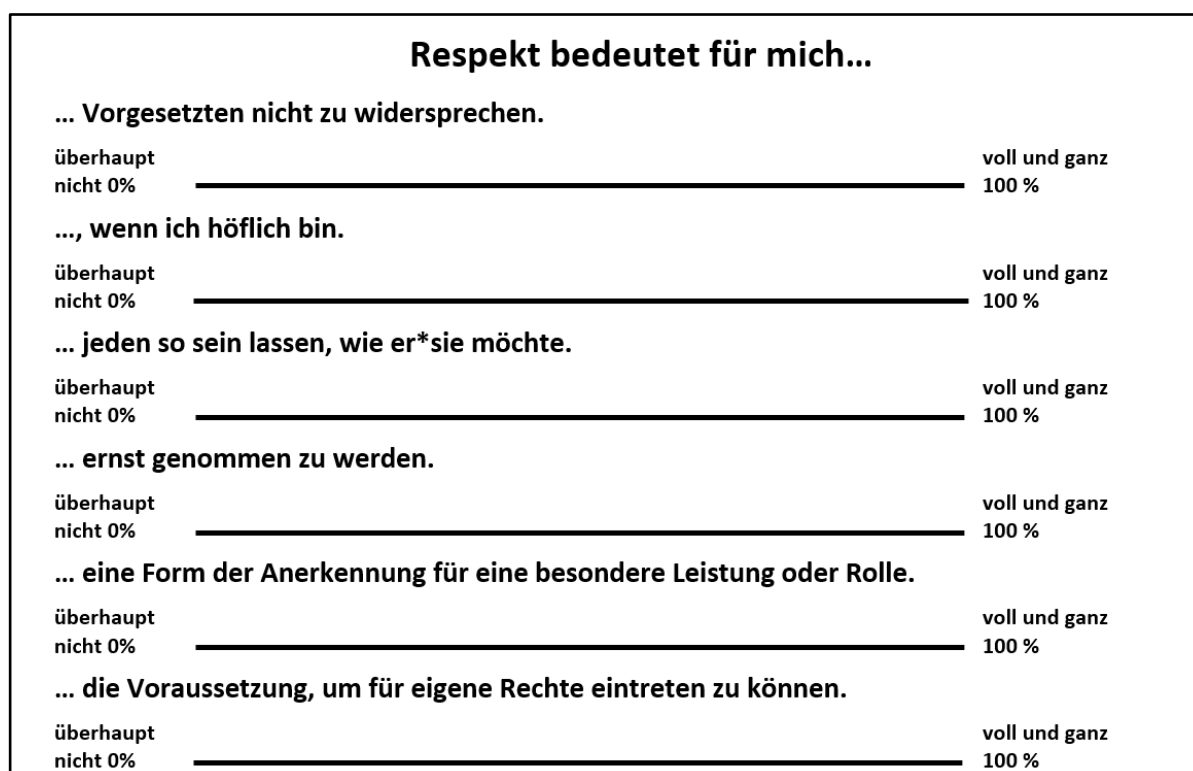 Respekt bedeutet für mich…
… Vorgesetzten nicht zu widersprechen.
überhaupt voll und ganz
nicht 0% 100 %
…, wenn ich höflich bin.
überhaupt voll und ganz
nicht 0% 100 %
… jeden so sein lassen, wie er*sie möchte.
überhaupt voll und ganz
nicht 0% 100 %
… ernst genommen zu werden.
überhaupt voll und ganz
nicht 0% 100 %
… eine Form der Anerkennung für eine besondere Leistung oder Rolle.
überhaupt voll und ganz
nicht 0% 100 %
… die Voraussetzung, um für eigene Rechte eintreten zu können.
überhaupt voll und ganz
nicht 0% 100 %